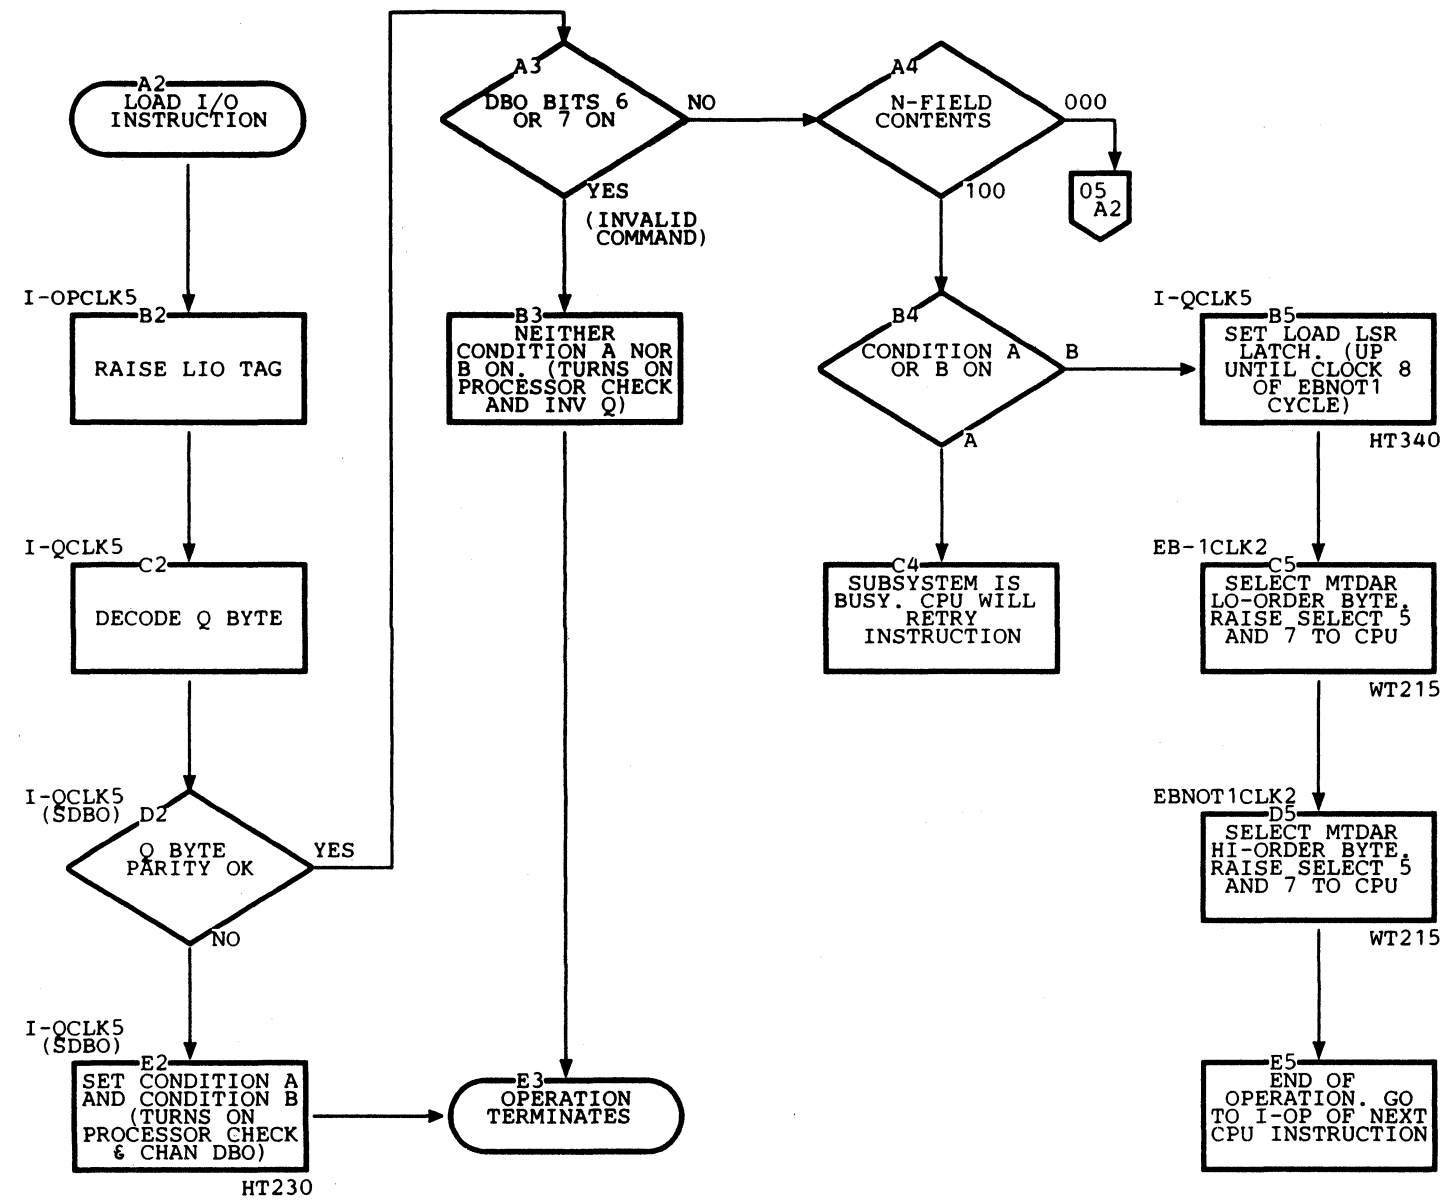 A2
LOAD I/O
INSTRUCTION
I-OPCLK5
B2
RAISE LIO TAG
I-QCLK5
C2
DECODE Q BYTE
I-QCLK5
(SDBO)
D2
Q BYTE
PARITY OK
YES
NO
I-QCLK5
(SDBO)
E2
SET CONDITION A
AND CONDITION B
(TURNS ON
PROCESSOR CHECK
& CHAN DBO)
HT230
A3
DBO BITS 6
OR 7 ON
NO
YES
(INVALID
COMMAND)
B3
NEITHER
CONDITION A NOR
B ON. (TURNS ON
PROCESSOR CHECK
AND INV Q)
E3
OPERATION
TERMINATES
A4
N-FIELD
CONTENTS
000
100
05
A2
B4
CONDITION A
OR B ON
B
A
C4
SUBSYSTEM IS
BUSY. CPU WILL
RETRY
INSTRUCTION
I-QCLK5
B5
SET LOAD LSR
LATCH. (UP
UNTIL CLOCK 8
OF EBNOT1
CYCLE)
HT340
EB-1CLK2
C5
SELECT MTDAR
LO-ORDER BYTE.
RAISE SELECT 5
AND 7 TO CPU
WT215
EBNOT1CLK2
D5
SELECT MTDAR
HI-ORDER BYTE.
RAISE SELECT 5
AND 7 TO CPU
WT215
E5
END OF
OPERATION. GO
TO I-OP OF NEXT
CPU INSTRUCTION